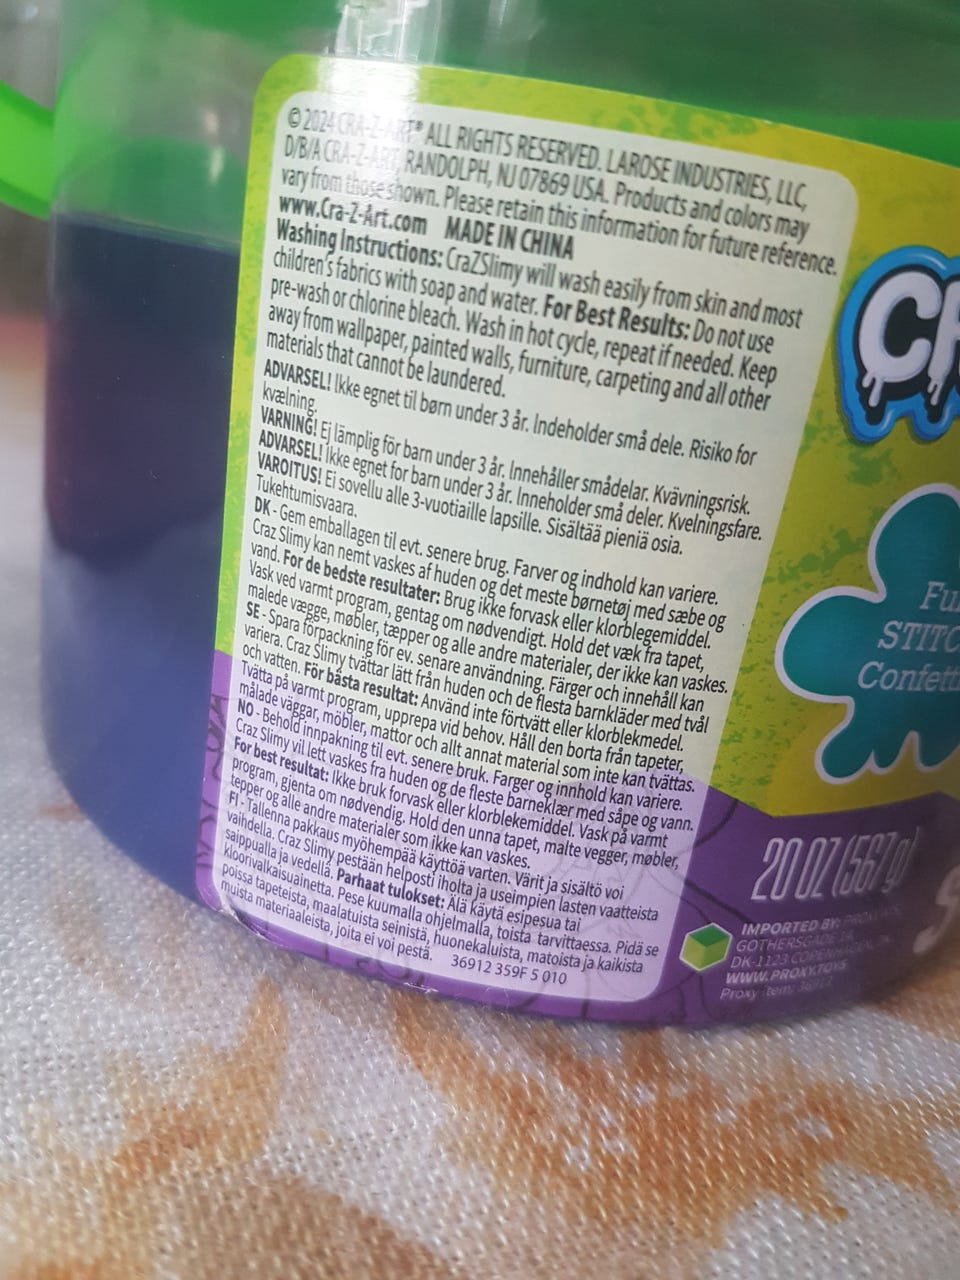 © 2024 CRA-Z-ART® ALL RIGHTS RESERVED. LAROSE INDUSTRIES, LLC,
D/B/A CRA-Z-ART RANDOLPH, NJ 07869 USA. Products and colors may
vary from those shown. Please retain this information for future reference.
www.Cra-Z-Art.com MADE IN CHINA
Washing Instructions: CraZSlimy will wash easily from skin and most
children's fabrics with soap and water. For Best Results: Do not use
pre-wash or chlorine bleach. Wash in hot cycle, repeat if needed. Keep
away from wallpaper, painted walls, furniture, carpeting and all other
materials that cannot be laundered.
ADVARSEL! Ikke egnet til børn under 3 år. Indeholder små dele. Risiko for
kvælning.
VARNING! Ej lämplig för barn under 3 år. Innehåller smådelar. Kvävningsrisk.
ADVARSEL! Ikke egnet for barn under 3 år. Inneholder små deler. Kvelningsfare.
VAROITUS! Ei sovellu alle 3-vuotiaille lapsille. Sisältää pieniä osia.
Tukehtumisvaara.
DK - Gem emballagen til evt. senere brug. Farver og indhold kan variere.
Craz Slimy kan nemt vaskes af huden og det meste børnetøj med sæbe og
vand. For de bedste resultater: Brug ikke forvask eller klorblegemiddel.
Vask ved varmt program, gentag om nødvendigt. Hold det væk fra tapet,
malede vægge, møbler, tæpper og alle andre materialer, der ikke kan vaskes.
SE - Spara förpackning för ev. senare användning. Färger och innehåll kan
variera. Craz Slimy tvättar lätt från huden och de flesta barnkläder med tvål
och vatten. För bästa resultat: Använd inte förtvätt eller klorblekmedel.
Tvätta på varmt program, upprepa vid behov. Håll den borta från tapeter,
målade väggar, möbler, mattor och allt annat material som inte kan tvättas.
NO - Behold innpakning til evt. senere bruk. Farger og innhold kan variere.
Craz Slimy vil lett vaskes fra huden og de fleste barneklær med såpe og vann.
For best resultat: Ikke bruk forvask eller klorblekemiddel. Vask på varmt
program, gjenta om nødvendig. Hold den unna tapet, malte vegger, møbler,
tepper og alle andre materialer som ikke kan vaskes.
FI - Tallenna pakkaus myöhempää käyttöä varten. Värit ja sisältö voi
vaihdella. Craz Slimy pestään helposti iholta ja useimpien lasten vaatteista
saippualla ja vedellä. Parhaat tulokset: Älä käytä esipesua tai
kloorivalkaisuainetta. Pese kuumalla ohjelmalla, toista tarvittaessa. Pidä se
poissa tapeteista, maalatuista seinistä, huonekaluista, matoista ja kaikista
muista materiaaleista, joita ei voi pestä. 36912 359F 5 010
STITC
Confetti
20 OZ (567 g)
IMPORTED BY:
GOTHERSGADE
DK-1123 COPENHAGEN
WWW.PROXY.TOYS
Proxy item: 36912